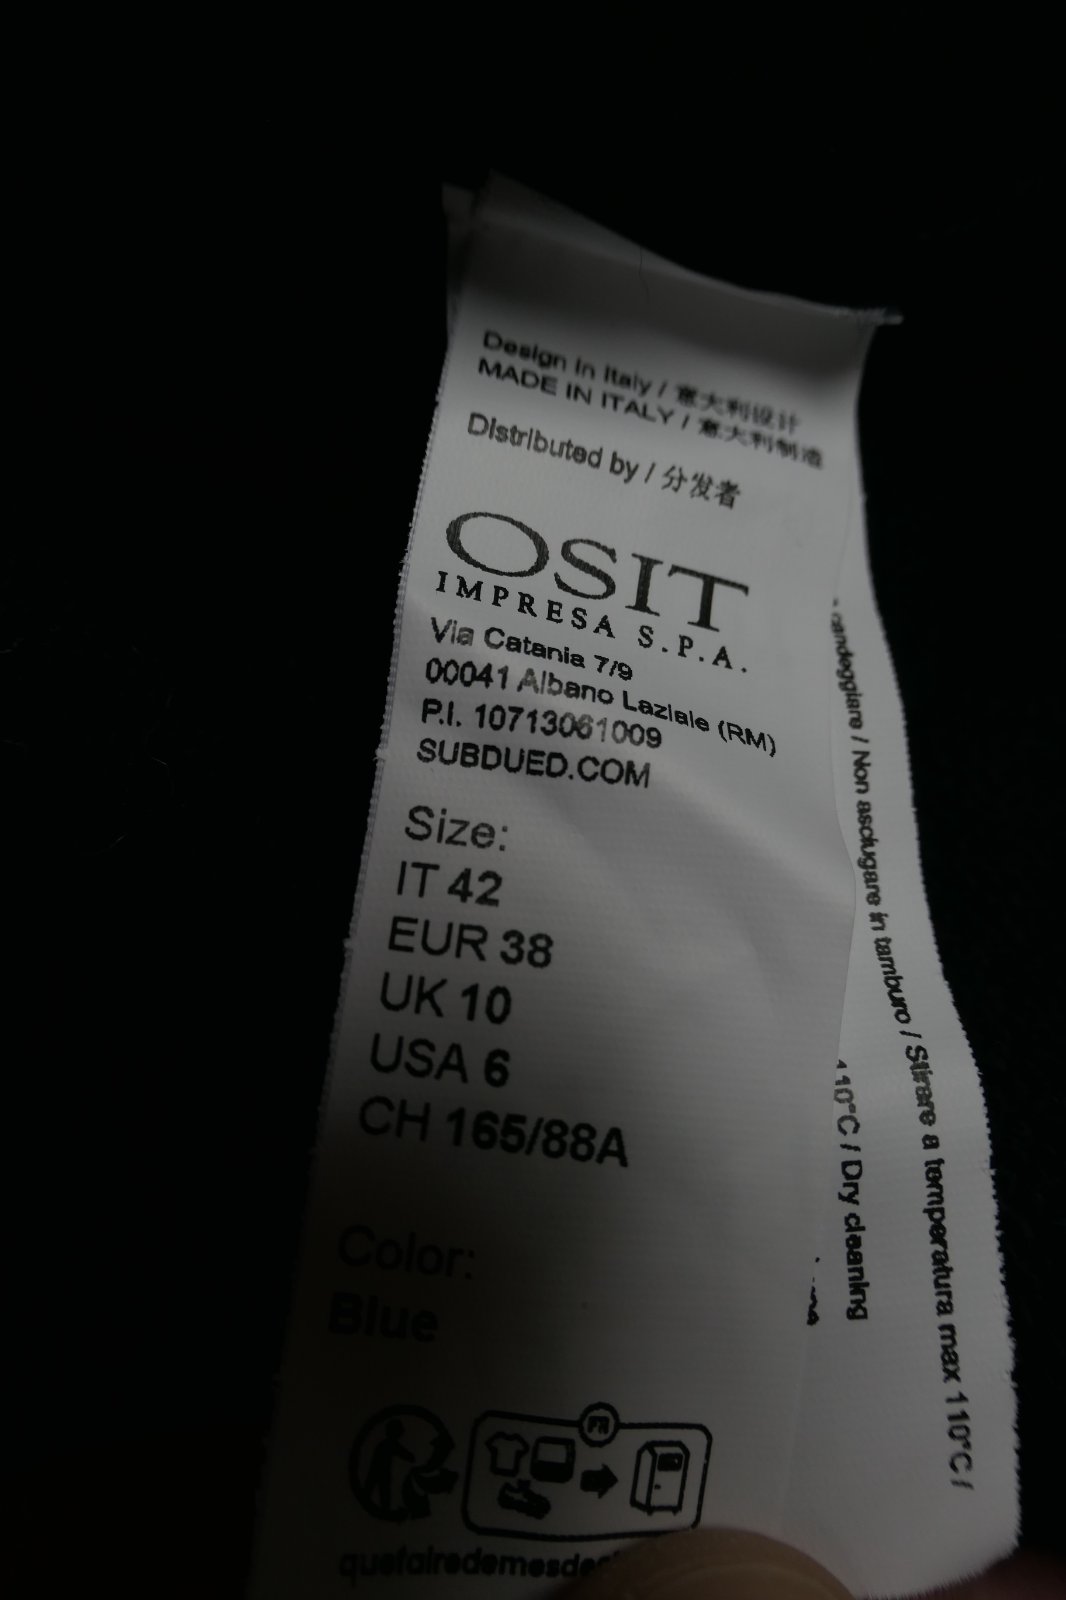 Design in Italy / 意大利设计
MADE IN ITALY / 意大利制造
Distributed by / 分发者
OSIT
IMPRESA S.P.A.
Via Catania 7/9
00041 Albano Laziale (RM)
P.I. 10713061009
SUBDUED.COM
Size:
IT 42
EUR 38
UK 10
USA 6
CH 165/88A
Color:
Blue
FR
quefairedemesde
candeggiare / Non asciugare in tamburo / Stirare a temperatura max 110°C /
110°C / Dry cleaning